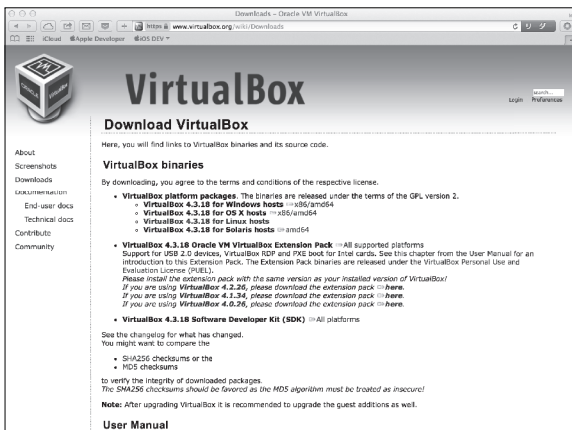 Downloads – Oracle VM VirtualBox
https www.virtualbox.org/wiki/Downloads
リーダ
iCloud Apple Developer iOS DEV
ORACLE
VirtualBox
VirtualBox
search...
Login Preferences
About
Screenshots
Downloads
Documentation
End-user docs
Technical docs
Contribute
Community
Download VirtualBox
Here, you will find links to VirtualBox binaries and its source code.
VirtualBox binaries
By downloading, you agree to the terms and conditions of the respective license.
• VirtualBox platform packages. The binaries are released under the terms of the GPL version 2.
◦ VirtualBox 4.3.18 for Windows hosts x86/amd64
◦ VirtualBox 4.3.18 for OS X hosts x86/amd64
◦ VirtualBox 4.3.18 for Linux hosts
◦ VirtualBox 4.3.18 for Solaris hosts amd64
• VirtualBox 4.3.18 Oracle VM VirtualBox Extension Pack All supported platforms
Support for USB 2.0 devices, VirtualBox RDP and PXE boot for Intel cards. See this chapter from the User Manual for an
introduction to this Extension Pack. The Extension Pack binaries are released under the VirtualBox Personal Use and
Evaluation License (PUEL).
Please install the extension pack with the same version as your installed version of VirtualBox!
If you are using VirtualBox 4.2.26, please download the extension pack here.
If you are using VirtualBox 4.1.34, please download the extension pack here.
If you are using VirtualBox 4.0.26, please download the extension pack here.
• VirtualBox 4.3.18 Software Developer Kit (SDK) All platforms
See the changelog for what has changed.
You might want to compare the
• SHA256 checksums or the
• MD5 checksums
to verify the integrity of downloaded packages.
The SHA256 checksums should be favored as the MD5 algorithm must be treated as insecure!
Note: After upgrading VirtualBox it is recommended to upgrade the guest additions as well.
User Manual